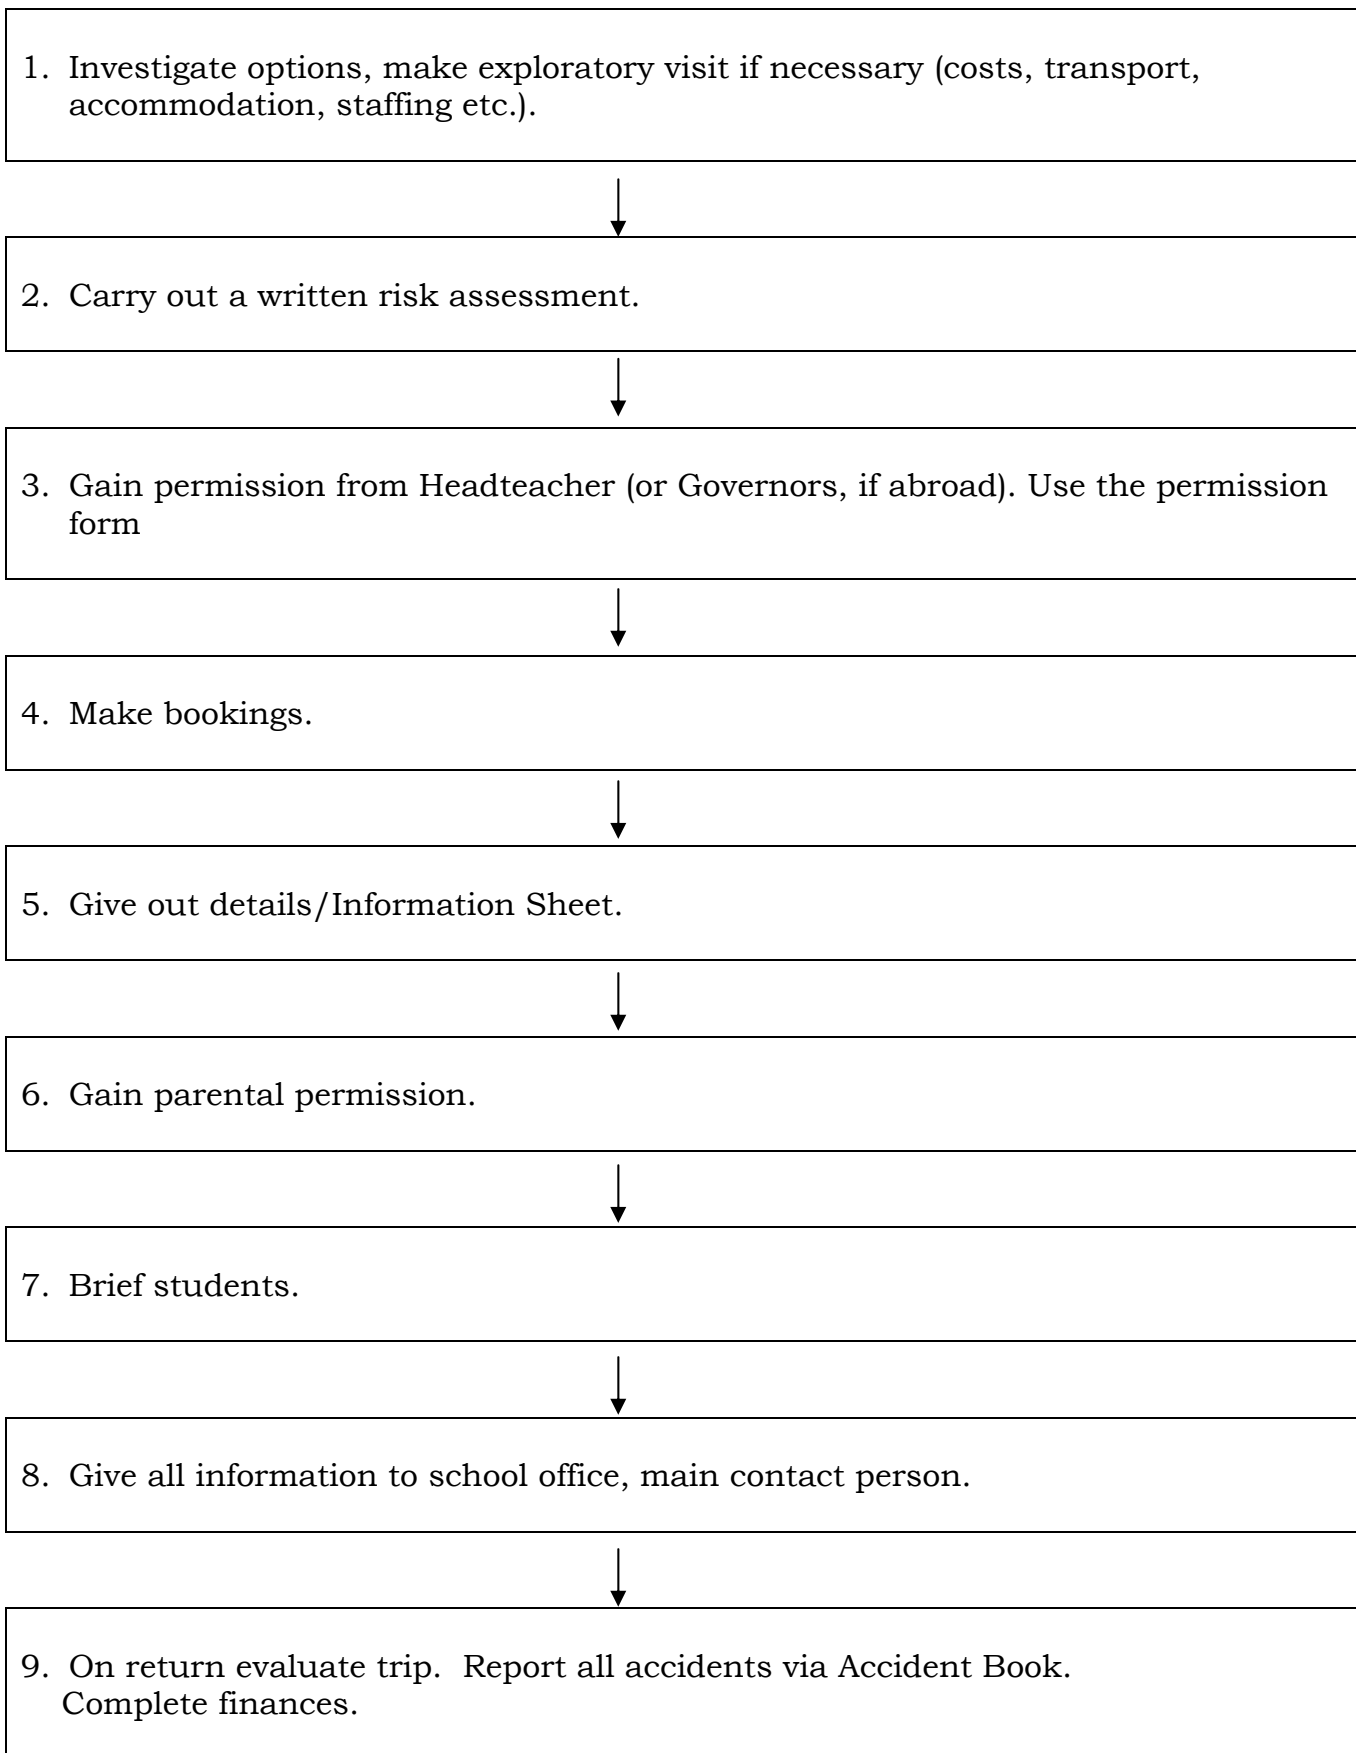 1. Investigate options, make exploratory visit if necessary (costs, transport,
accommodation, staffing etc.).
2. Carry out a written risk assessment.
3. Gain permission from Headteacher (or Governors, if abroad). Use the permission
form
4. Make bookings.
5. Give out details/Information Sheet.
6. Gain parental permission.
7. Brief students.
8. Give all information to school office, main contact person.
9. On return evaluate trip.  Report all accidents via Accident Book.
Complete finances.